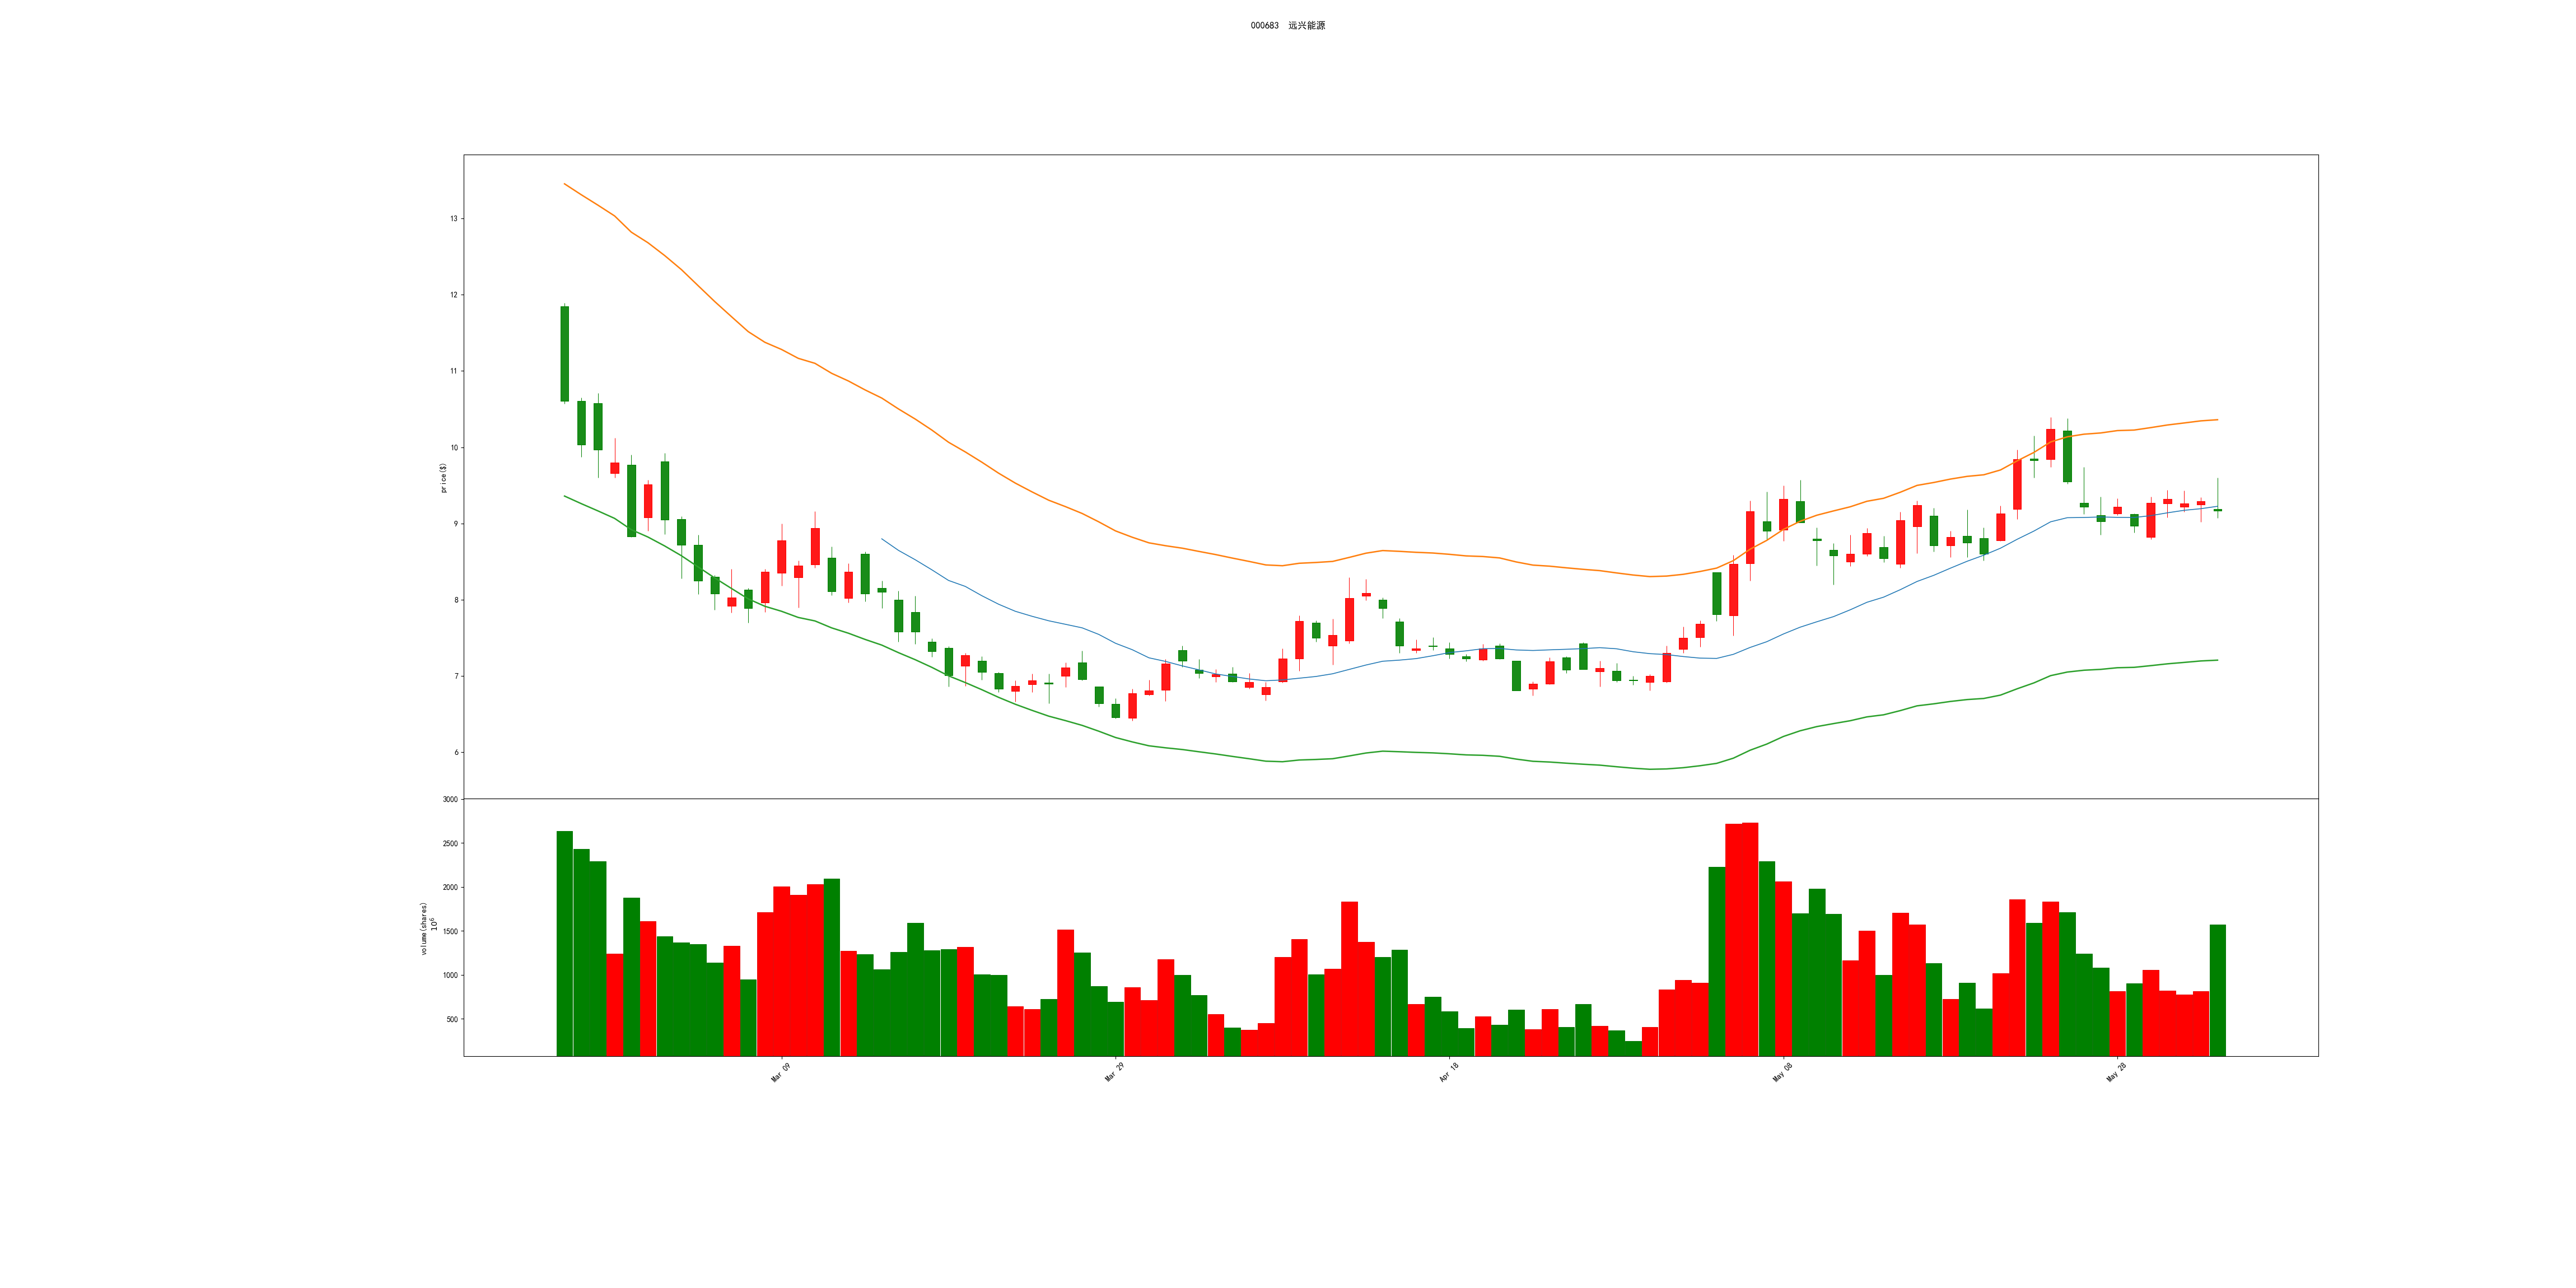 000683 远兴能源
13
12
11
10
9
8
7
6
price($)
3000
2500
2000
1500
1000
500
volume(shares)
10^6
Mar 09
Mar 29
Apr 18
May 08
May 28